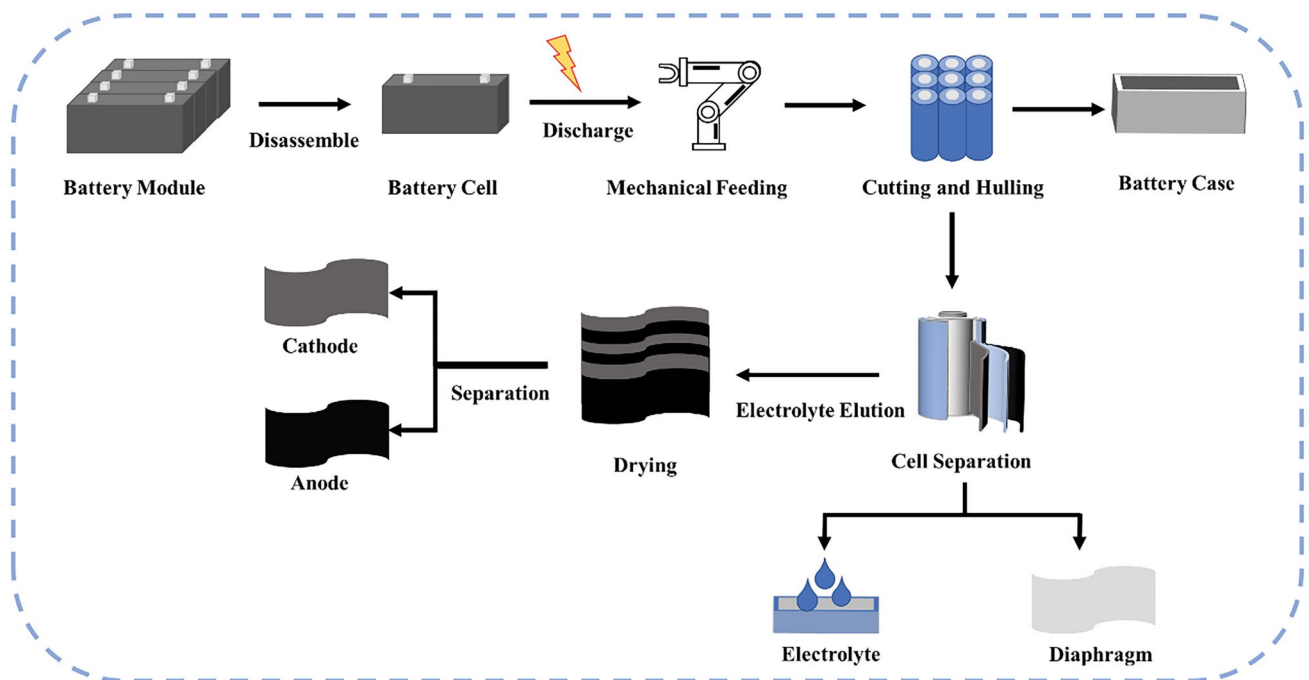 Disassemble
Discharge
Battery Module
Battery Cell
Mechanical Feeding
Cutting and Hulling
Battery Case
Cathode
Separation
Electrolyte Elution
Anode
Drying
Cell Separation
Electrolyte
Diaphragm